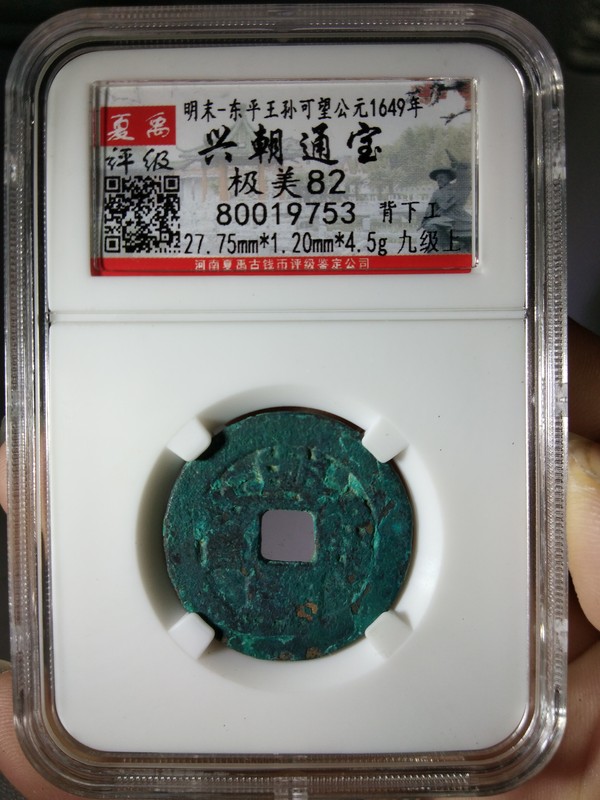 明末-东平王孙可望公元1649年
夏禹
评级
兴朝通宝
极美82
80019753 背下工
27.75mm*1.20mm*4.5g 九级上
河南夏禹古钱币评级鉴定公司